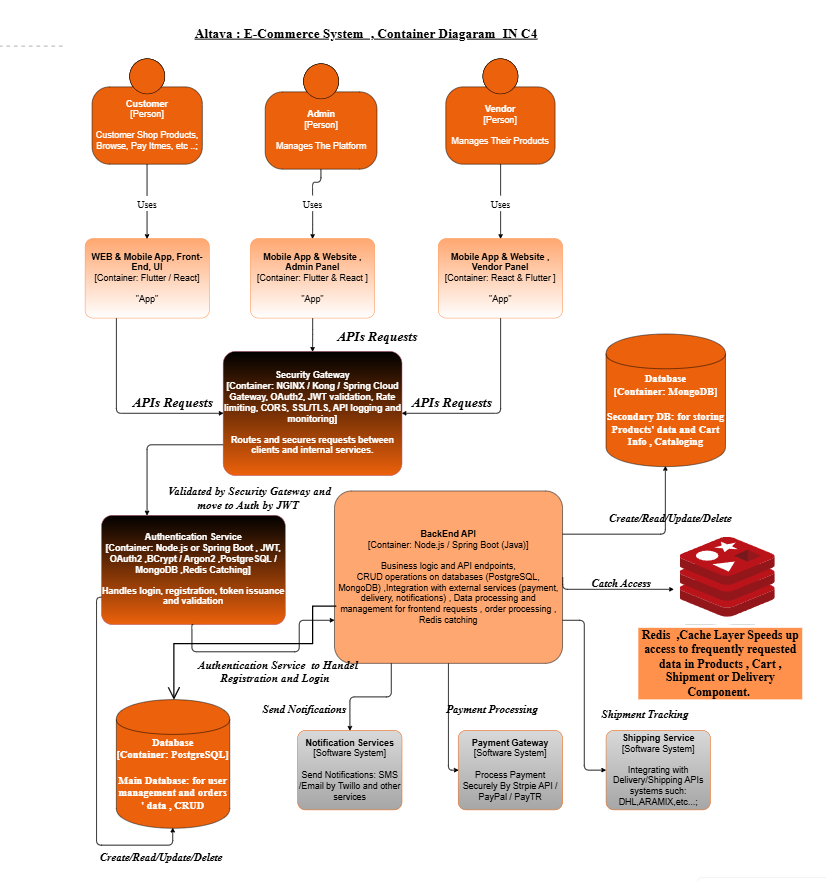 Altava : E-Commerce System , Container Diagaram IN C4
Customer
[Person]
Customer Shop Products,
Browse, Pay Itmes, etc ..;
Admin
[Person]
Manages The Platform
Vendor
[Person]
Manages Their Products
Uses
Uses
Uses
WEB & Mobile App, Front-
End, UI
[Container: Flutter / React]
"App"
Mobile App & Website ,
Admin Panel
[Container: Flutter & React ]
"App"
Mobile App & Website ,
Vendor Panel
[Container: React & Flutter ]
"App"
APIs Requests
APIs Requests
APIs Requests
Security Gateway
[Container: NGINX / Kong / Spring Cloud
Gateway, OAuth2, JWT validation, Rate
limiting, CORS, SSL/TLS, API logging and
monitoring]
Routes and secures requests between
clients and internal services.
Database
[Container: MongoDB]
Secondary DB: for storing
Products' data and Cart
Info , Cataloging
Validated by Security Gateway and
move to Auth by JWT
Authentication Service
[Container: Node.js or Spring Boot , JWT,
OAuth2 ,BCrypt / Argon2 ,PostgreSQL /
MongoDB ,Redis Catching]
Handles login, registration, token issuance
and validation
BackEnd API
[Container: Node.js / Spring Boot (Java)]
Business logic and API endpoints,
CRUD operations on databases (PostgreSQL,
MongoDB) ,Integration with external services (payment,
delivery, notifications) , Data processing and
management for frontend requests , order processing ,
Redis catching
Create/Read/Update/Delete
Catch Access
Redis ,Cache Layer Speeds up
access to frequently requested
data in Products , Cart ,
Shipment or Delivery
Component.
Authentication Service to Handel
Registration and Login
Send Notifications
Payment Processing
Shipment Tracking
Database
[Container: PostgreSQL]
Main Database: for user
management and orders
' data , CRUD
Notification Services
[Software System]
Send Notifications: SMS
/Email by Twillo and other
services
Payment Gateway
[Software System]
Process Payment
Securely By Strpie API /
PayPal / PayTR
Shipping Service
[Software System]
Integrating with
Delivery/Shipping APIs
systems such:
DHL,ARAMIX,etc...;
Create/Read/Update/Delete